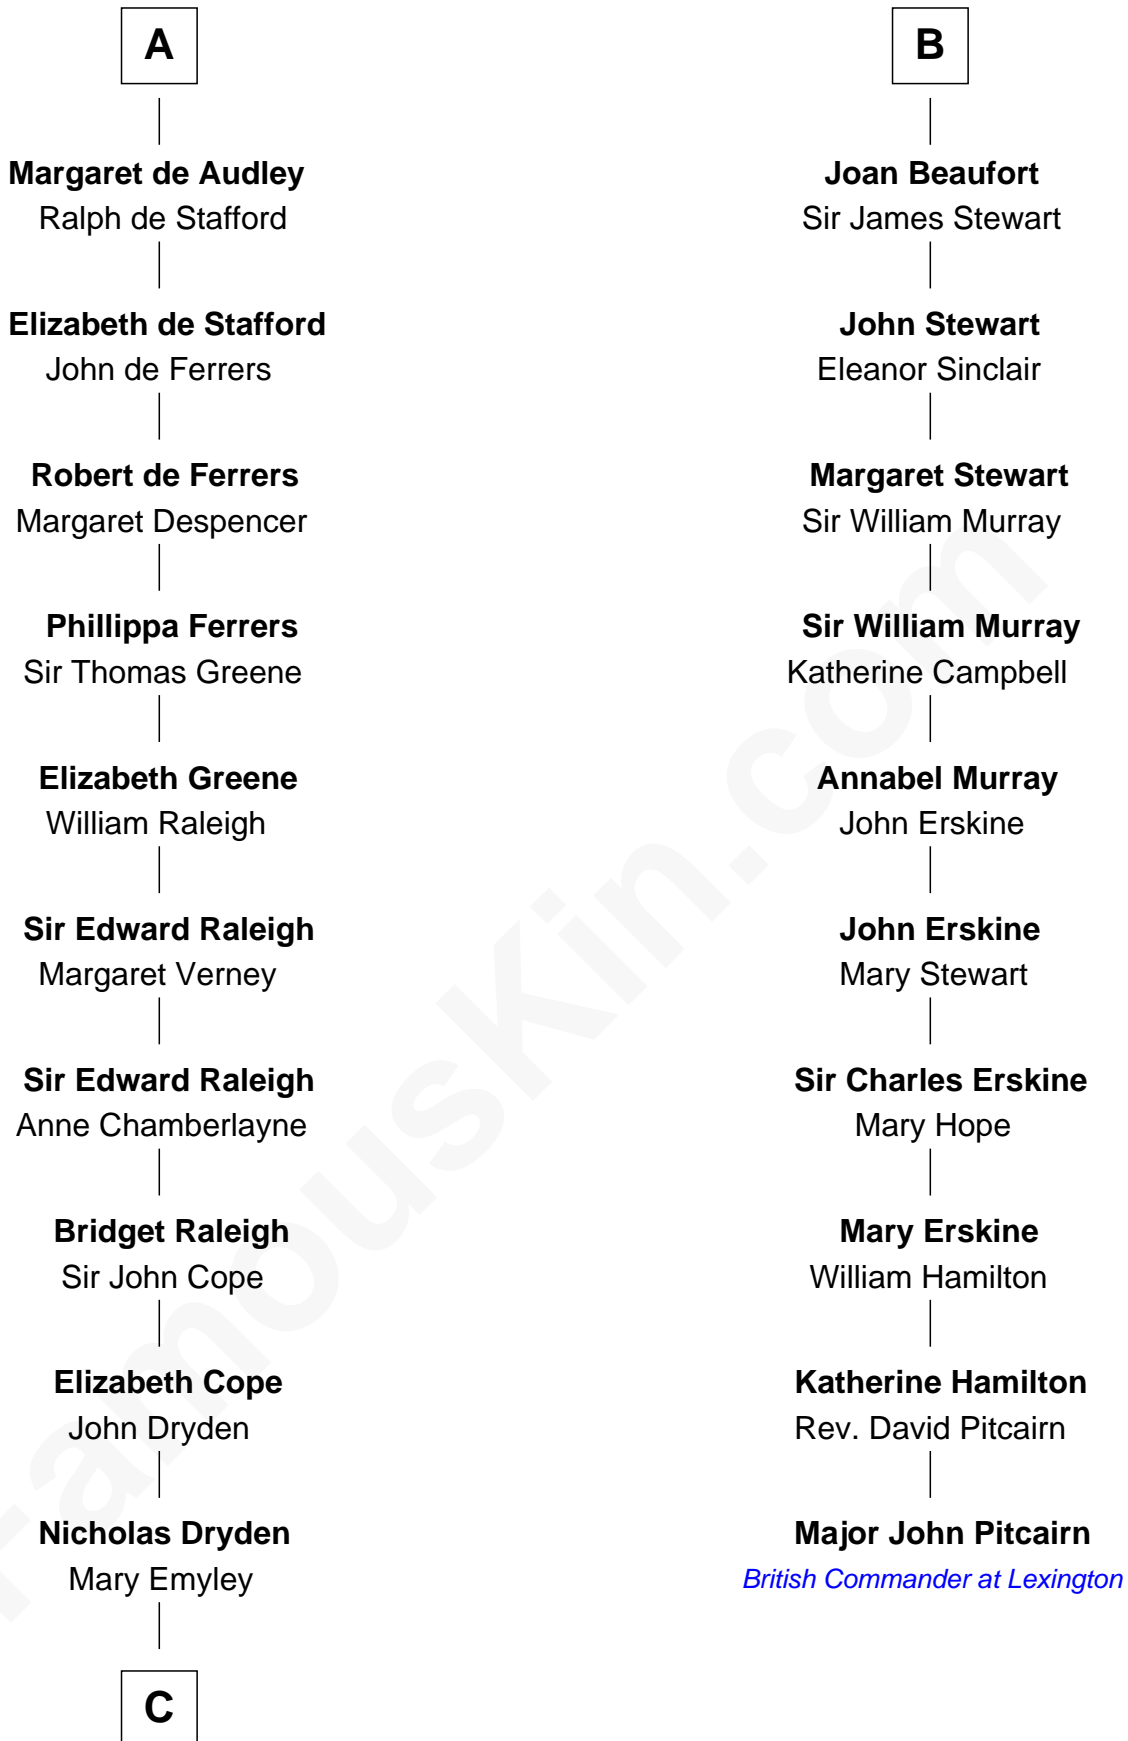 A
Margaret de Audley
Ralph de Stafford
Elizabeth de Stafford
John de Ferrers
Robert de Ferrers
Margaret Despencer
Phillippa Ferrers
Sir Thomas Greene
Elizabeth Greene
William Raleigh
Sir Edward Raleigh
Margaret Verney
Sir Edward Raleigh
Anne Chamberlayne
Bridget Raleigh
Sir John Cope
Elizabeth Cope
John Dryden
Nicholas Dryden
Mary Emyley
C
B
Joan Beaufort
Sir James Stewart
John Stewart
Eleanor Sinclair
Margaret Stewart
Sir William Murray
Sir William Murray
Katherine Campbell
Annabel Murray
John Erskine
John Erskine
Mary Stewart
Sir Charles Erskine
Mary Hope
Mary Erskine
William Hamilton
Katherine Hamilton
Rev. David Pitcairn
Major John Pitcairn
British Commander at Lexington
FamousKin.com